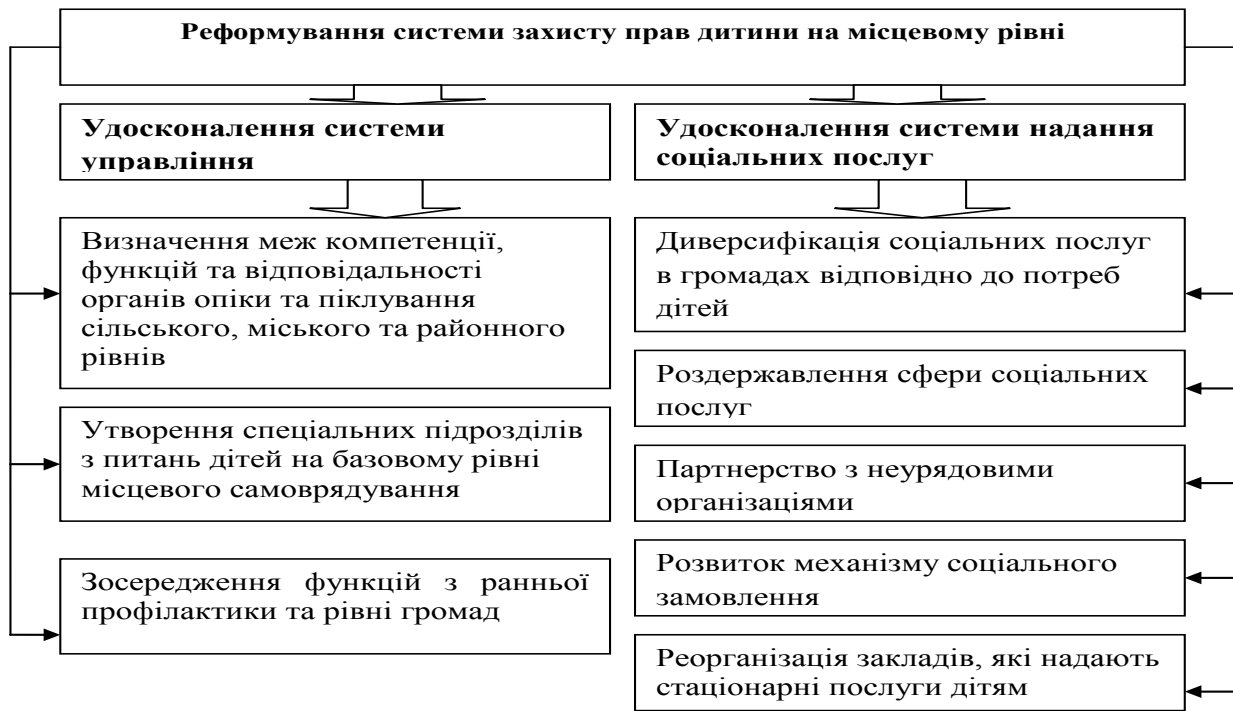 Реформування системи захисту прав дитини на місцевому рівні
Удосконалення системи
управління
Визначення меж компетенції,
функцій та відповідальності
органів опіки та піклування
сільського, міського та районного
рівнів
Утворення спеціальних підрозділів
з питань дітей на базовому рівні
місцевого самоврядування
Зосередження функцій з ранньої
профілактики та рівні громад
Удосконалення системи надання
соціальних послуг
Диверсифікація соціальних послуг
в громадах відповідно до потреб
дітей
Роздержавлення сфери соціальних
послуг
Партнерство з неурядовими
організаціями
Розвиток механізму соціального
замовлення
Реорганізація закладів, які надають
стаціонарні послуги дітям